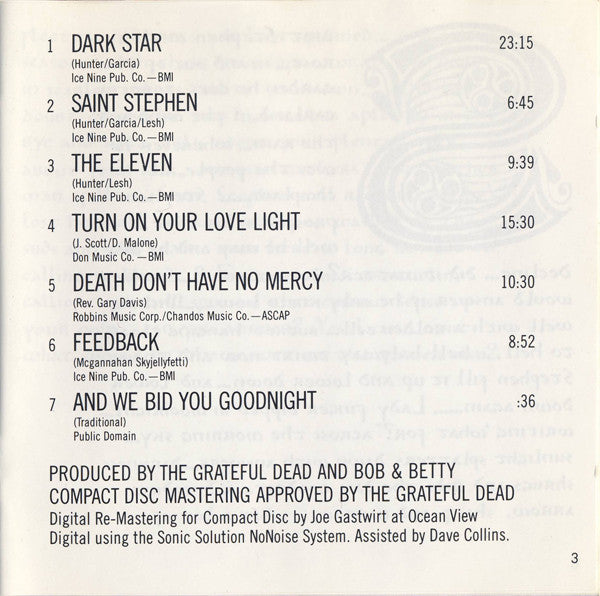 1 DARK STAR 23:15
(Hunter/Garcia)
Ice Nine Pub. Co.—BMI
2 SAINT STEPHEN 6:45
(Hunter/Garcia/Lesh)
Ice Nine Pub. Co.—BMI
3 THE ELEVEN 9:39
(Hunter/Lesh)
Ice Nine Pub. Co.—BMI
4 TURN ON YOUR LOVE LIGHT 15:30
(J. Scott/D. Malone)
Don Music Co.—BMI
5 DEATH DON'T HAVE NO MERCY 10:30
(Rev. Gary Davis)
Robbins Music Corp./Chandos Music Co.—ASCAP
6 FEEDBACK 8:52
(Mcgannahan Skyjellyfetti)
Ice Nine Pub. Co.—BMI
7 AND WE BID YOU GOODNIGHT :36
(Traditional)
Public Domain
PRODUCED BY THE GRATEFUL DEAD AND BOB & BETTY
COMPACT DISC MASTERING APPROVED BY THE GRATEFUL DEAD
Digital Re-Mastering for Compact Disc by Joe Gastwirt at Ocean View
Digital using the Sonic Solution NoNoise System. Assisted by Dave Collins.
3